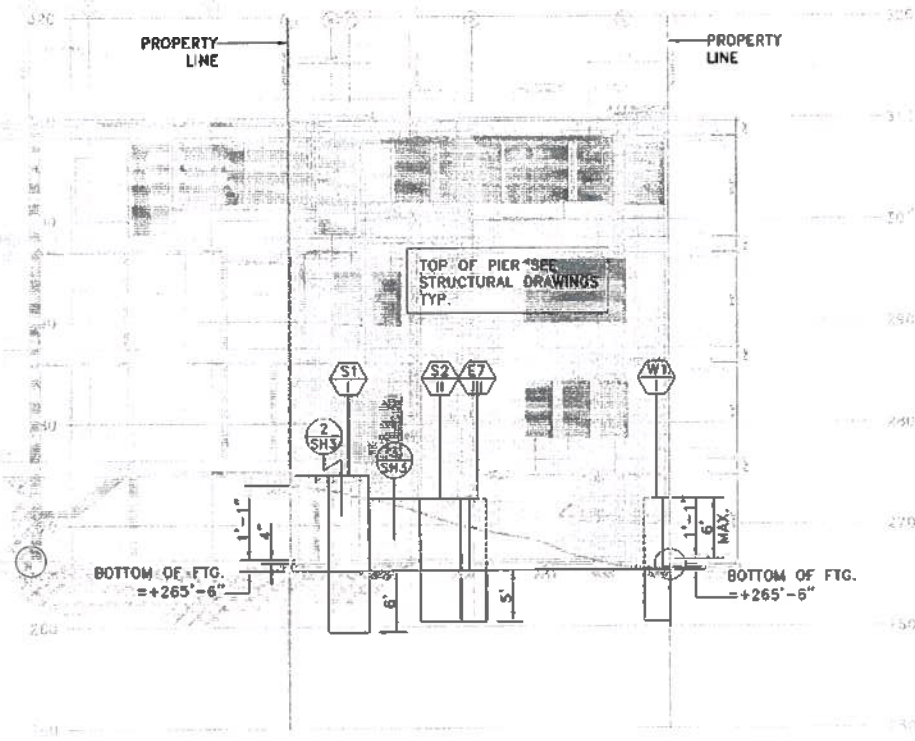 320
PROPERTY
LINE
PROPERTY
LINE
TOP OF PIER SEE
STRUCTURAL DRAWINGS
TYP.
290
S1
I
S2
II
E7
III
W1
I
2
SH3
SH3
280
270
1'-1"
4"
1'-1
6'
MAX.
BOTTOM OF FTG.
=+265'-6"
BOTTOM OF FTG.
=+265'-6"
6'
5'
260